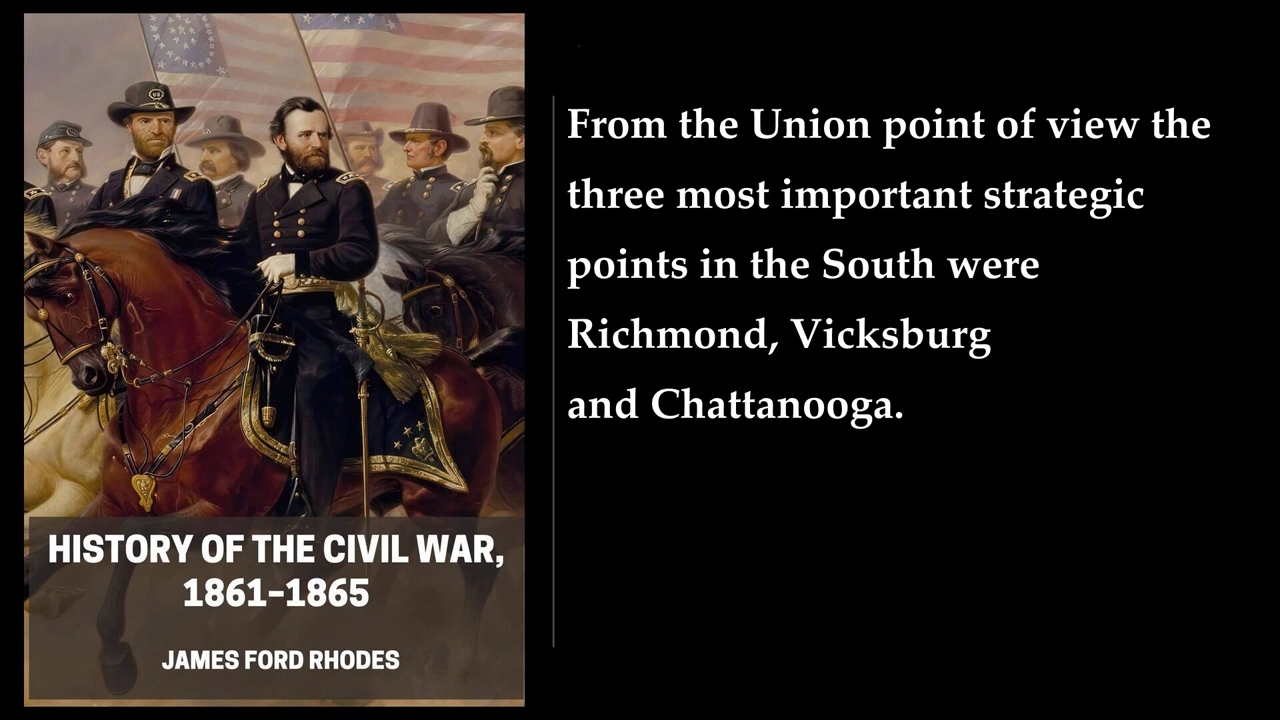 HISTORY OF THE CIVIL WAR,
1861–1865
JAMES FORD RHODES
From the Union point of view the
three most important strategic
points in the South were
Richmond, Vicksburg
and Chattanooga.